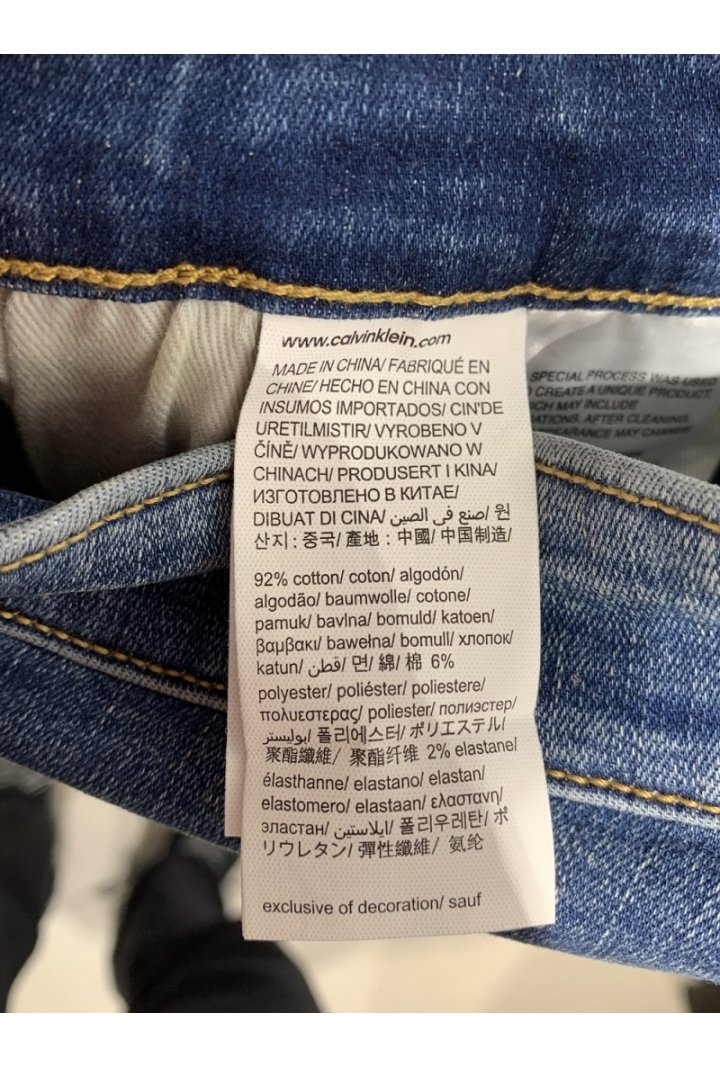 www.calvinklein.com
MADE IN CHINA/ FABRIQUÉ EN
CHINE/ HECHO EN CHINA CON
INSUMOS IMPORTADOS/ CIN'DE
URETILMISTIR/ VYROBENO V
ČÍNĚ/ WYPRODUKOWANO W
CHINACH/ PRODUSERT I KINA/
ИЗГОТОВЛЕНО В КИТАЕ/
DIBUAT DI CINA/ صنع في الصين/ 원
산지 : 중국/ 產地 : 中國/ 中国制造/
92% cotton/ coton/ algodón/
algodão/ baumwolle/ cotone/
pamuk/ bavlna/ bomuld/ katoen/
βαμβακι/ bawełna/ bomull/ хлопок/
katun/ قطن/ 면/ 綿/ 棉 6%
polyester/ poliéster/ poliestere/
πολυεστερας/ poliester/ полиэстер/
بوليستر/ 폴리에스터/ ポリエステル/
聚酯纖維/ 聚酯纤维 2% elastane/
élasthanne/ elastano/ elastan/
elastomero/ elastaan/ ελαστανη/
эластан/ ايلاستين/ 폴리우레탄/ ポ
リウレタン/ 彈性纖維/ 氨纶
exclusive of decoration/ sauf
SPECIAL PROCESS WAS USED
CREATE A UNIQUE PRODUCT,
MAY INCLUDE
AFTER CLEANING,
MAY CHANGE.